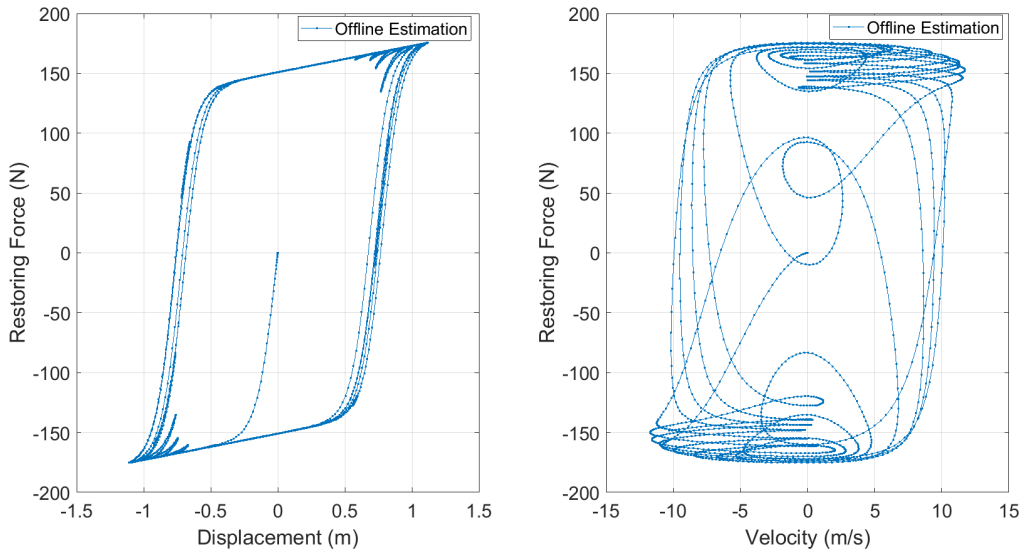 Offline Estimation
200
150
100
50
0
-50
-100
-150
-200
Restoring Force (N)
-1.5 -1 -0.5 0 0.5 1 1.5
Displacement (m)
Offline Estimation
200
150
100
50
0
-50
-100
-150
-200
Restoring Force (N)
-15 -10 -5 0 5 10 15
Velocity (m/s)